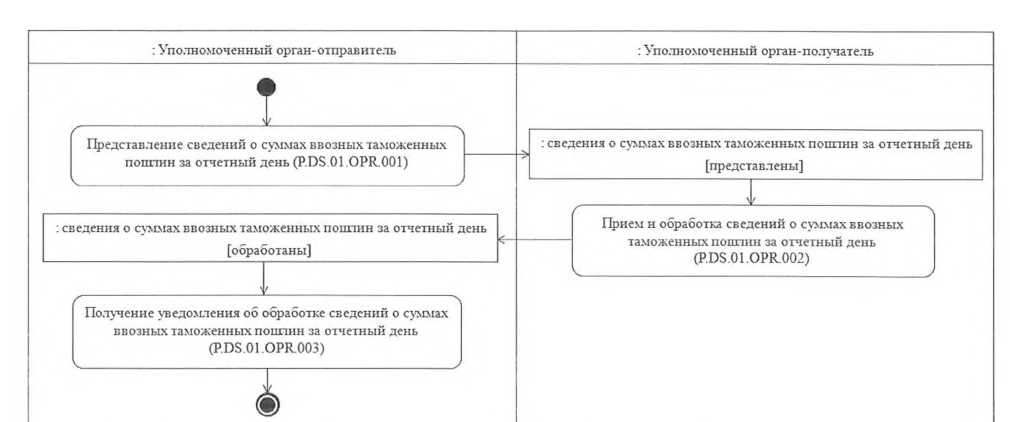 : Уполномоченный орган-отправитель
: Уполномоченный орган-получатель
Представление сведений о суммах ввозных таможенных
пошлин за отчетный день (P.DS.01.OPR.001)
: сведения о суммах ввозных таможенных пошлин за отчетный день
[представлены]
Прием и обработка сведений о суммах ввозных
таможенных пошлин за отчетный день
(P.DS.01.OPR.002)
: сведения о суммах ввозных таможенных пошлин за отчетный день
[обработаны]
Получение уведомления об обработке сведений о суммах
ввозных таможенных пошлин за отчетный день
(P.DS.01.OPR.003)